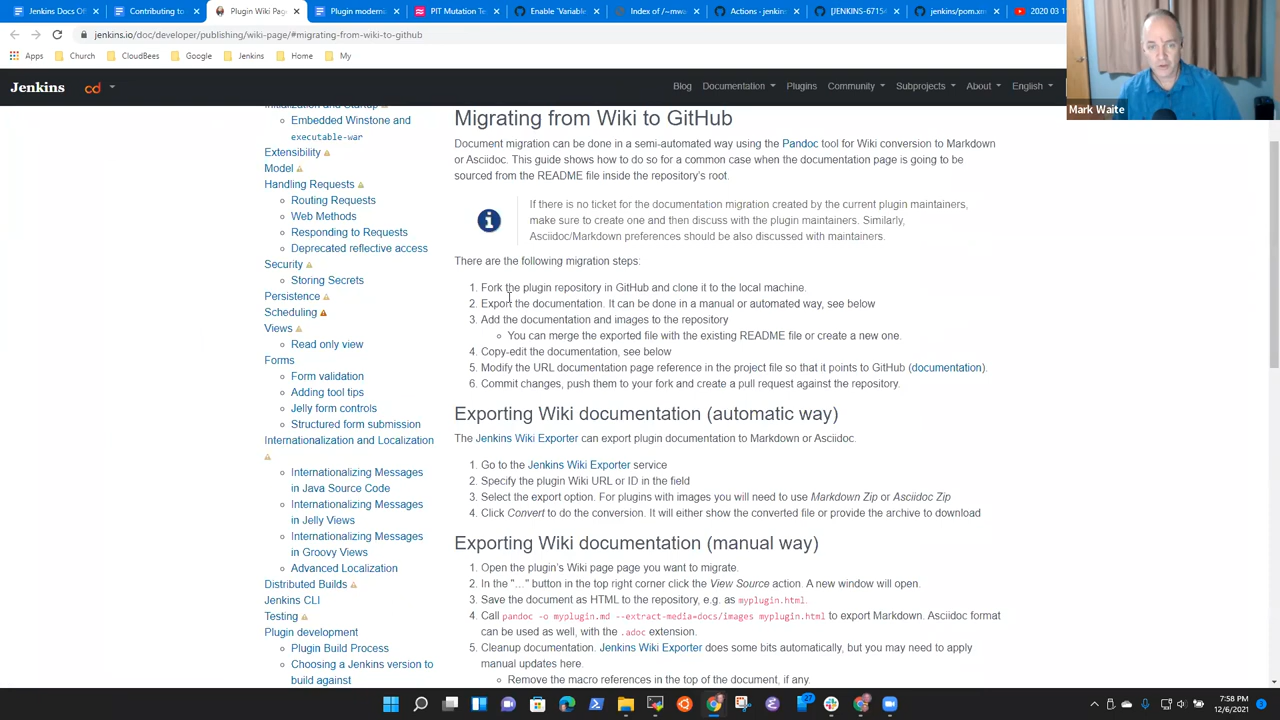 Jenkins Docs Of
Contributing to
Plugin Wiki Pag
Plugin moderni
PIT Mutation Te
Enable `Variable
Index of /~mwa
Actions · jenkin
[JENKINS-6715
jenkins/pom.xm
2020 03 1
jenkins.io/doc/developer/publishing/wiki-page/#migrating-from-wiki-to-github
Apps Church CloudBees Google Jenkins Home My
Mark Waite
Jenkins cd Blog Documentation Plugins Community Subprojects About English
Initialization and Startup
Embedded Winstone and
executable-war
Extensibility
Model
Handling Requests
Routing Requests
Web Methods
Responding to Requests
Deprecated reflective access
Security
Storing Secrets
Persistence
Scheduling
Views
Read only view
Forms
Form validation
Adding tool tips
Jelly form controls
Structured form submission
Internationalization and Localization
Internationalizing Messages
in Java Source Code
Internationalizing Messages
in Jelly Views
Internationalizing Messages
in Groovy Views
Advanced Localization
Distributed Builds
Jenkins CLI
Testing
Plugin development
Plugin Build Process
Choosing a Jenkins version to
build against
Migrating from Wiki to GitHub
Document migration can be done in a semi-automated way using the Pandoc tool for Wiki conversion to Markdown
or Asciidoc. This guide shows how to do so for a common case when the documentation page is going to be
sourced from the README file inside the repository's root.
If there is no ticket for the documentation migration created by the current plugin maintainers,
make sure to create one and then discuss with the plugin maintainers. Similarly,
Asciidoc/Markdown preferences should be also discussed with maintainers.
There are the following migration steps:
1. Fork the plugin repository in GitHub and clone it to the local machine.
2. Export the documentation. It can be done in a manual or automated way, see below
3. Add the documentation and images to the repository
You can merge the exported file with the existing README file or create a new one.
4. Copy-edit the documentation, see below
5. Modify the URL documentation page reference in the project file so that it points to GitHub (documentation).
6. Commit changes, push them to your fork and create a pull request against the repository.
Exporting Wiki documentation (automatic way)
The Jenkins Wiki Exporter can export plugin documentation to Markdown or Asciidoc.
1. Go to the Jenkins Wiki Exporter service
2. Specify the plugin Wiki URL or ID in the field
3. Select the export option. For plugins with images you will need to use Markdown Zip or Asciidoc Zip
4. Click Convert to do the conversion. It will either show the converted file or provide the archive to download
Exporting Wiki documentation (manual way)
1. Open the plugin's Wiki page page you want to migrate.
2. In the "…" button in the top right corner click the View Source action. A new window will open.
3. Save the document as HTML to the repository, e.g. as myplugin.html.
4. Call pandoc -o myplugin.md --extract-media=docs/images myplugin.html to export Markdown. Asciidoc format
can be used as well, with the .adoc extension.
5. Cleanup documentation. Jenkins Wiki Exporter does some bits automatically, but you may need to apply
manual updates here.
Remove the macro references in the top of the document, if any.
27
7:58 PM
12/6/2021